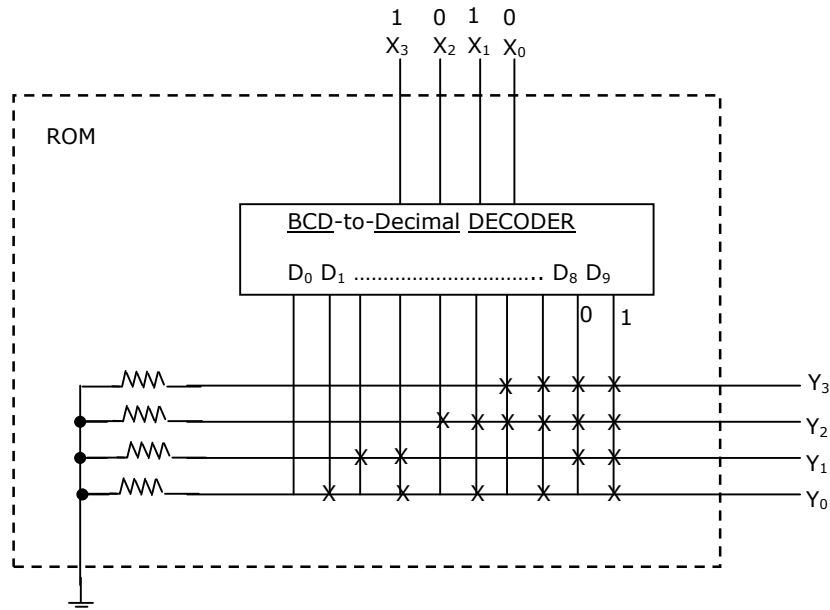 1 0 1 0
X₃ X₂ X₁ X₀
ROM
BCD-to-Decimal DECODER
D₀ D₁ ................................... D₈ D₉
0 1
Y₃
Y₂
Y₁
Y₀